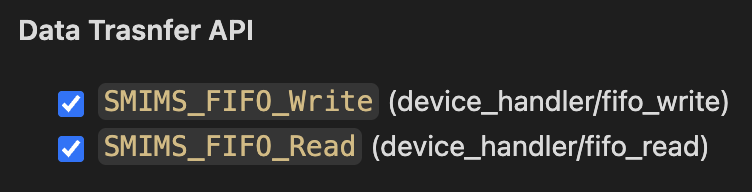 Data Trasnfer API
SMIMS_FIFO_Write (device_handler/fifo_write)
SMIMS_FIFO_Read (device_handler/fifo_read)